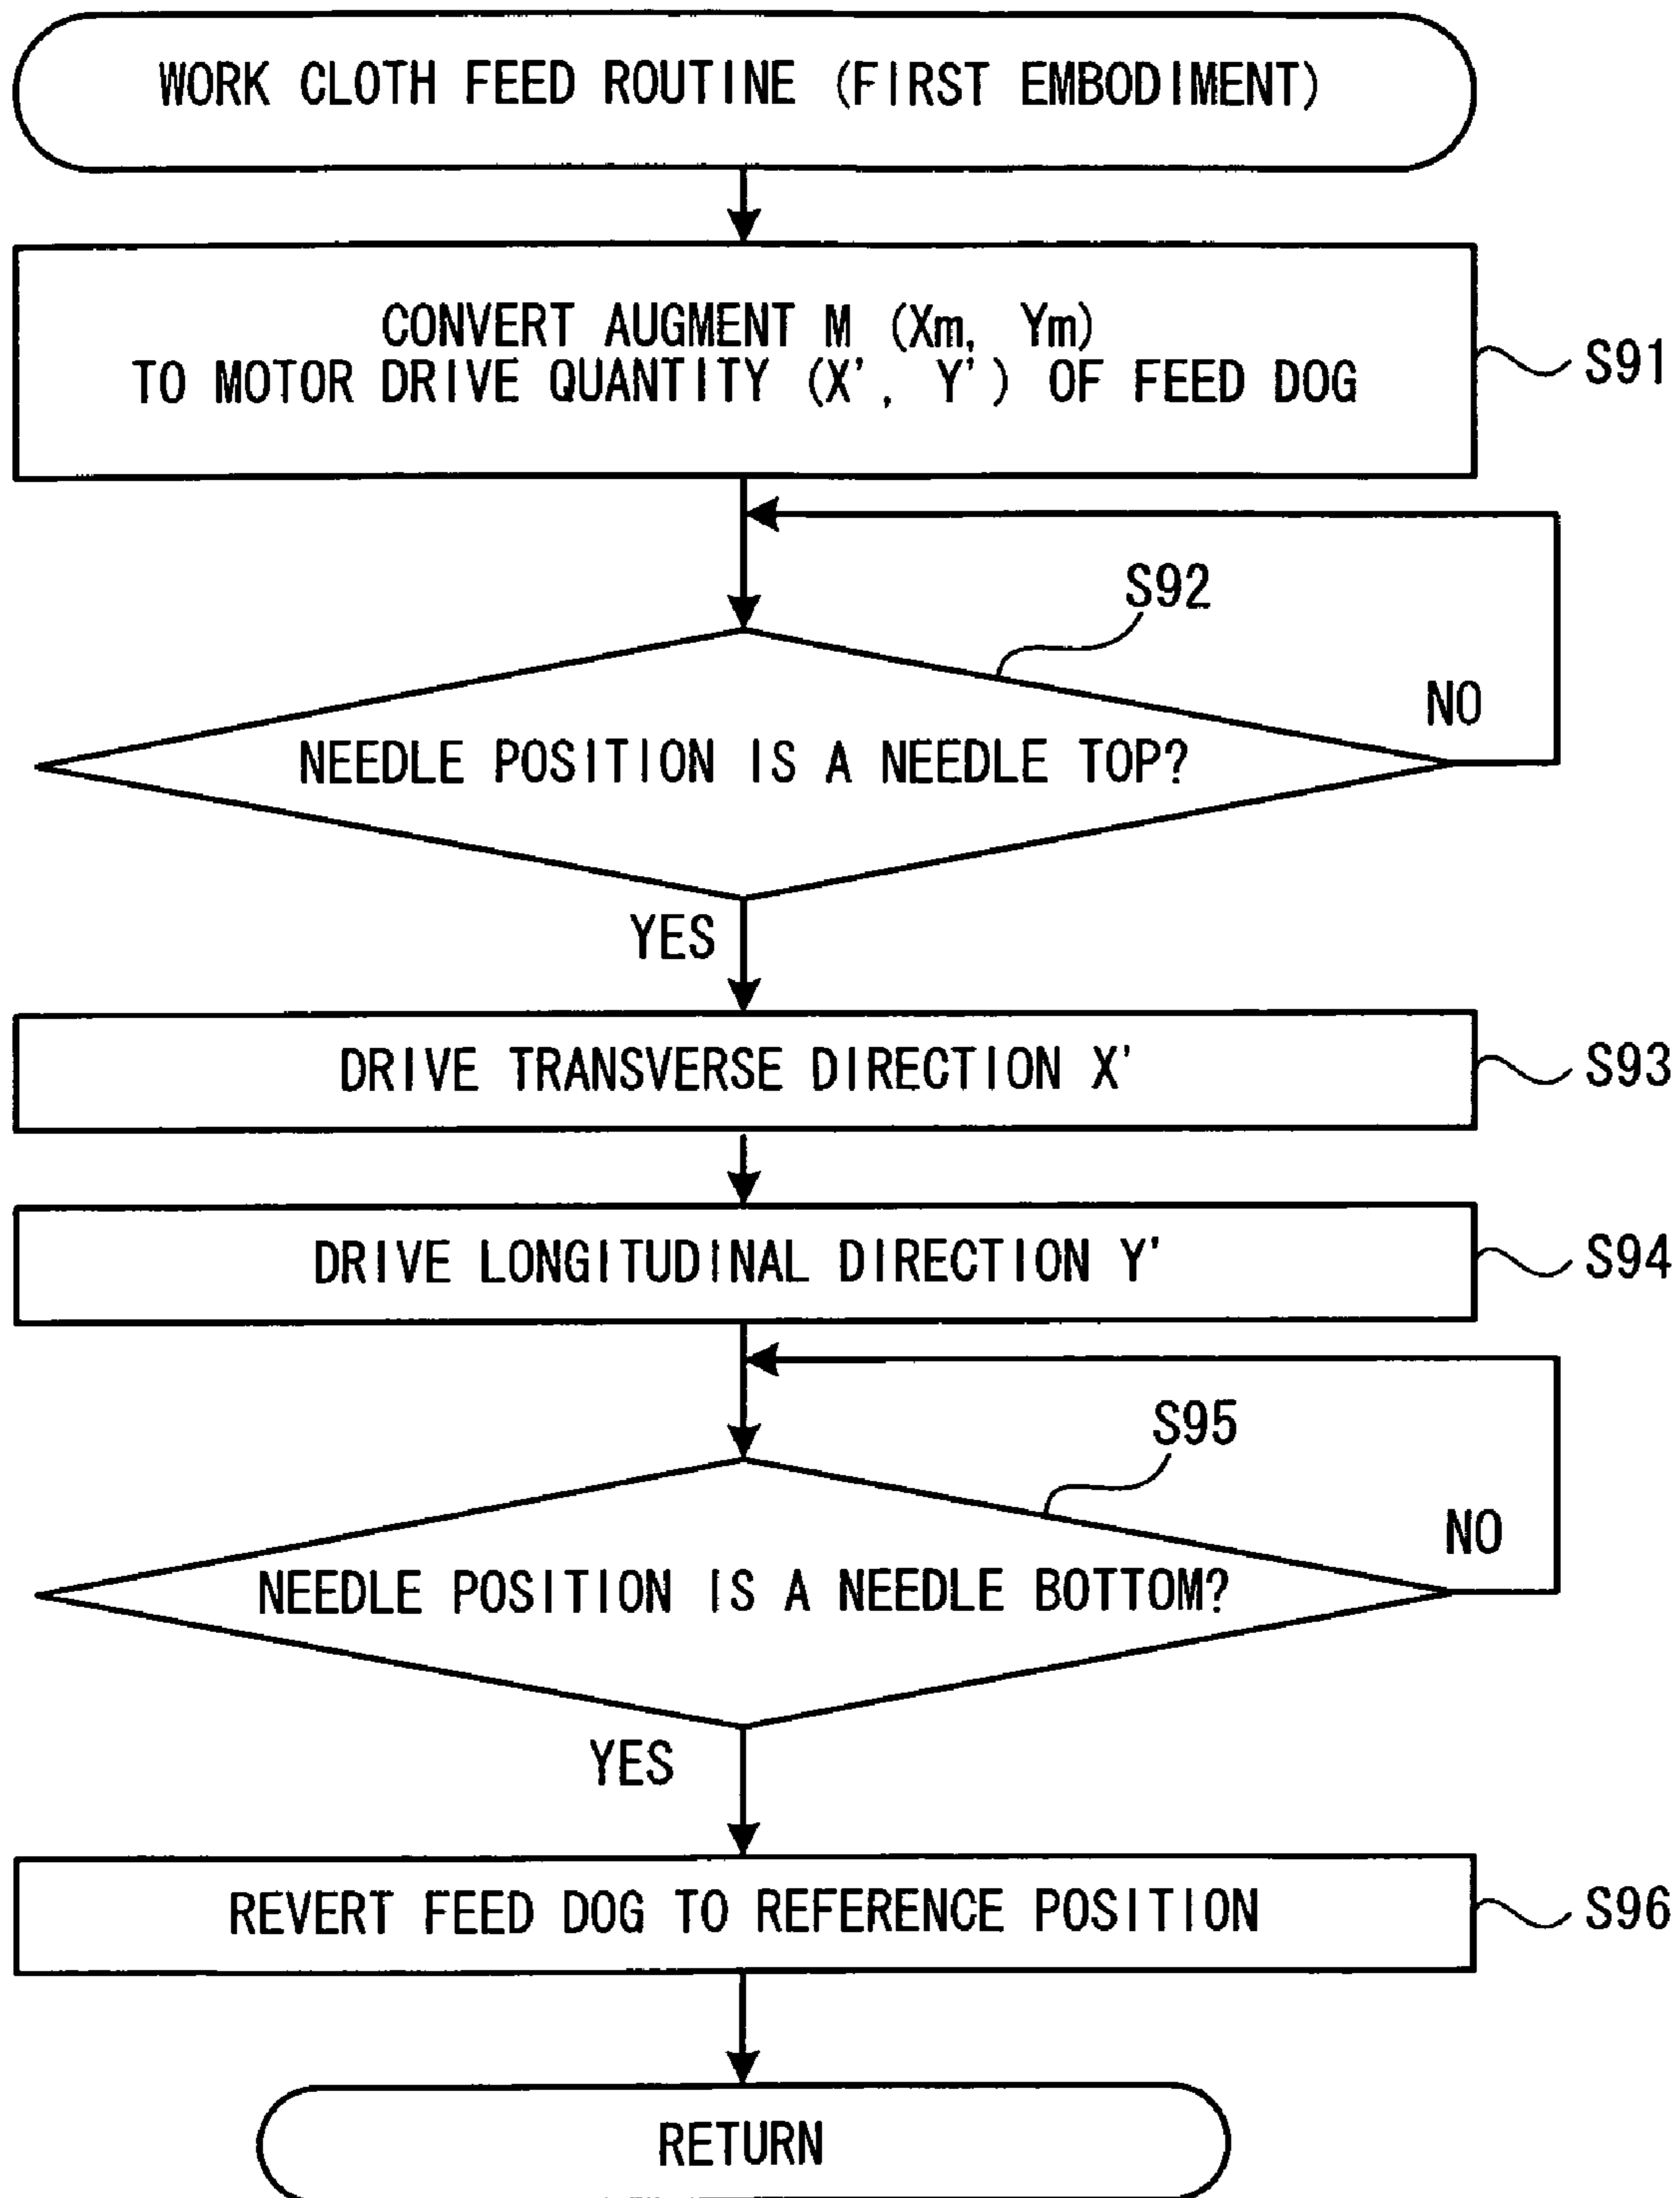 WORK CLOTH FEED ROUTINE (FIRST EMBODIMENT)
CONVERT AUGMENT M (Xm, Ym)
TO MOTOR DRIVE QUANTITY (X', Y') OF FEED DOG
S91
S92
NO
NEEDLE POSITION IS A NEEDLE TOP?
YES
DRIVE TRANSVERSE DIRECTION X'
S93
DRIVE LONGITUDINAL DIRECTION Y'
S94
S95
NO
NEEDLE POSITION IS A NEEDLE BOTTOM?
YES
REVERT FEED DOG TO REFERENCE POSITION
S96
RETURN